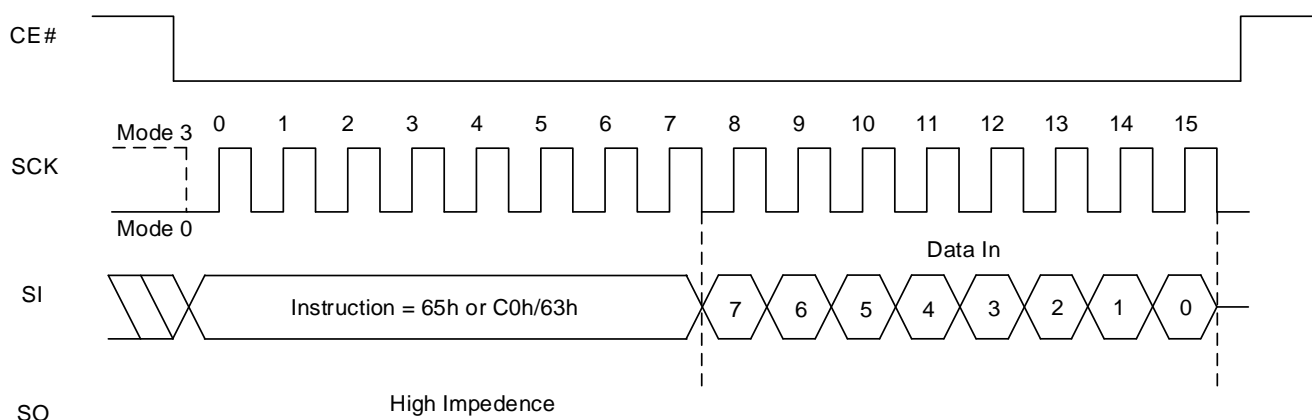 CE#
Mode 3
0 1 2 3 4 5 6 7 8 9 10 11 12 13 14 15
SCK
Mode 0
Data In
SI
Instruction = 65h or C0h/63h
7 6 5 4 3 2 1 0
High Impedence
SO